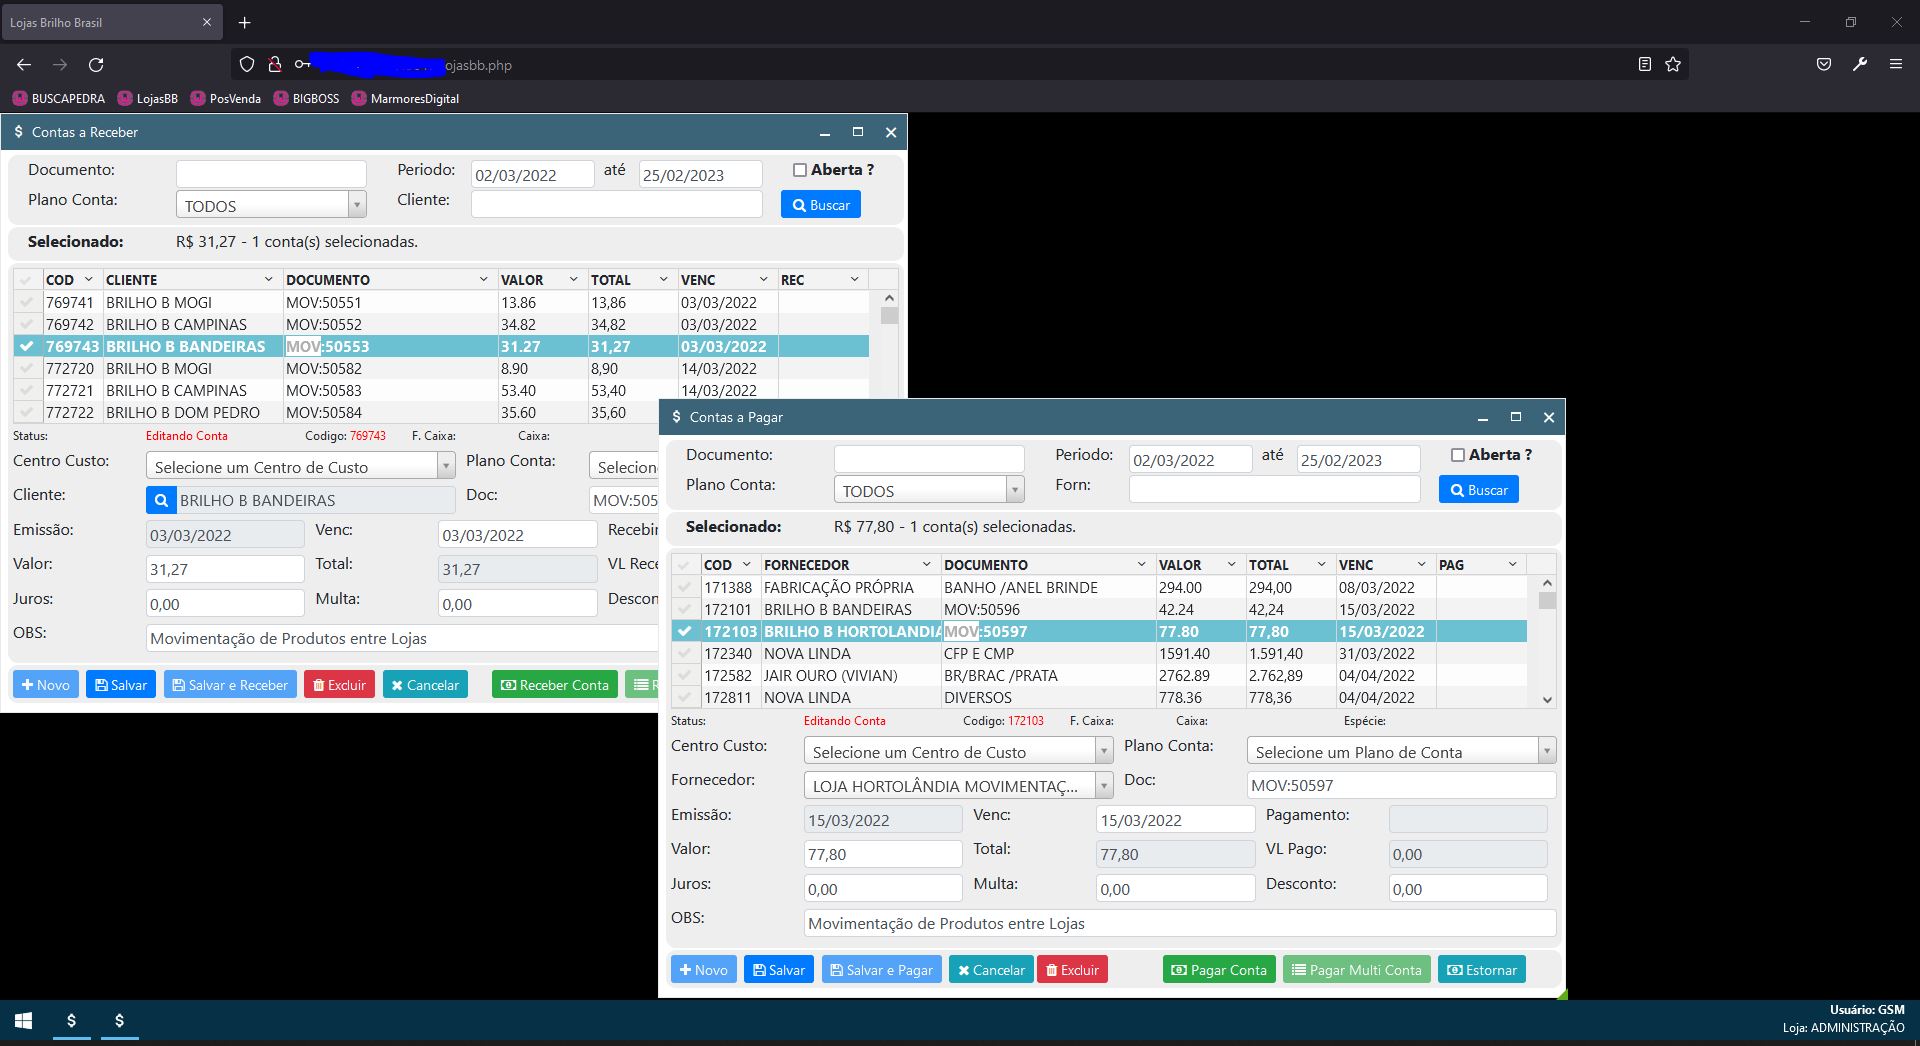 Lojas Brilho Brasil
ojasbb.php
BUSCAPEDRA LojasBB PosVenda BIGBOSS MarmoresDigital
$ Contas a Receber
Documento: Periodo: 02/03/2022 até 25/02/2023 Aberta ?
Plano Conta: TODOS Cliente: Buscar
Selecionado: R$ 31,27 - 1 conta(s) selecionadas.
COD CLIENTE DOCUMENTO VALOR TOTAL VENC REC
769741 BRILHO B MOGI MOV:50551 13.86 13,86 03/03/2022
769742 BRILHO B CAMPINAS MOV:50552 34.82 34,82 03/03/2022
769743 BRILHO B BANDEIRAS MOV:50553 31.27 31,27 03/03/2022
772720 BRILHO B MOGI MOV:50582 8.90 8,90 14/03/2022
772721 BRILHO B CAMPINAS MOV:50583 53.40 53,40 14/03/2022
772722 BRILHO B DOM PEDRO MOV:50584 35.60 35,60
Status: Editando Conta Codigo: 769743 F. Caixa: Caixa:
Centro Custo: Selecione um Centro de Custo Plano Conta: Selecion
Cliente: BRILHO B BANDEIRAS Doc: MOV:505
Emissão: 03/03/2022 Venc: 03/03/2022 Recebir
Valor: 31,27 Total: 31,27 VL Rece
Juros: 0,00 Multa: 0,00 Descon
OBS: Movimentação de Produtos entre Lojas
Novo Salvar Salvar e Receber Excluir Cancelar Receber Conta R
$ Contas a Pagar
Documento: Periodo: 02/03/2022 até 25/02/2023 Aberta ?
Plano Conta: TODOS Forn: Buscar
Selecionado: R$ 77,80 - 1 conta(s) selecionadas.
COD FORNECEDOR DOCUMENTO VALOR TOTAL VENC PAG
171388 FABRICAÇÃO PRÓPRIA BANHO /ANEL BRINDE 294.00 294,00 08/03/2022
172101 BRILHO B BANDEIRAS MOV:50596 42.24 42,24 15/03/2022
172103 BRILHO B HORTOLANDIA MOV:50597 77.80 77,80 15/03/2022
172340 NOVA LINDA CFP E CMP 1591.40 1.591,40 31/03/2022
172582 JAIR OURO (VIVIAN) BR/BRAC /PRATA 2762.89 2.762,89 04/04/2022
172811 NOVA LINDA DIVERSOS 778.36 778,36 04/04/2022
Status: Editando Conta Codigo: 172103 F. Caixa: Caixa: Espécie:
Centro Custo: Selecione um Centro de Custo Plano Conta: Selecione um Plano de Conta
Fornecedor: LOJA HORTOLÂNDIA MOVIMENTAÇ... Doc: MOV:50597
Emissão: 15/03/2022 Venc: 15/03/2022 Pagamento:
Valor: 77,80 Total: 77,80 VL Pago: 0,00
Juros: 0,00 Multa: 0,00 Desconto: 0,00
OBS: Movimentação de Produtos entre Lojas
Novo Salvar Salvar e Pagar Cancelar Excluir Pagar Conta Pagar Multi Conta Estornar
$ $
Usuário: GSM
Loja: ADMINISTRAÇÃO